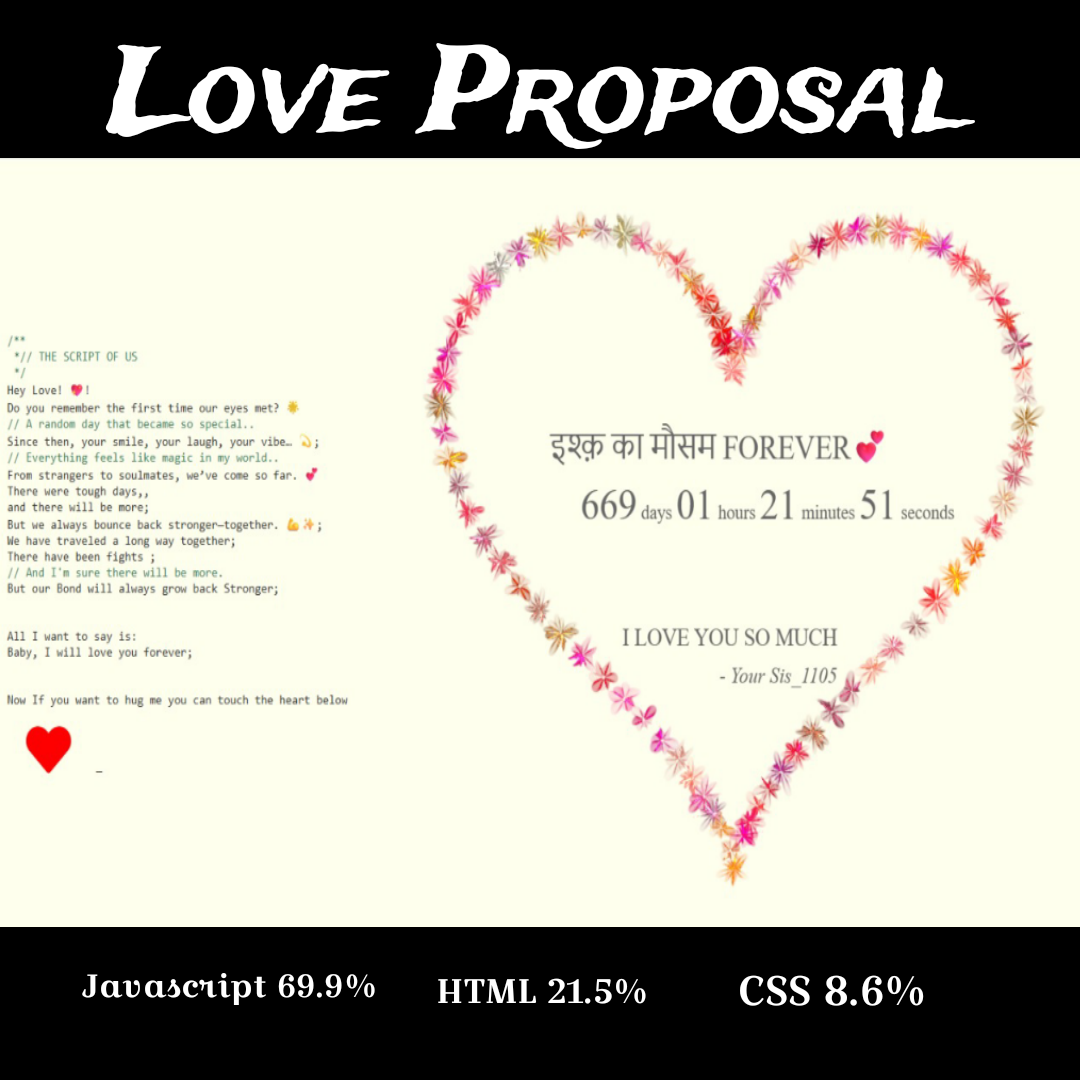 LOVE PROPOSAL
/**
*// THE SCRIPT OF US
*/
Hey Love! 💖!
Do you remember the first time our eyes met? 🌟
// A random day that became so special..
Since then, your smile, your laugh, your vibe… 💫;
// Everything feels like magic in my world..
From strangers to soulmates, we’ve come so far. 💕
There were tough days,,
and there will be more;
But we always bounce back stronger—together. 💪✨;
We have traveled a long way together;
There have been fights ;
// And I'm sure there will be more.
But our Bond will always grow back Stronger;
All I want to say is:
Baby, I will love you forever;
Now If you want to hug me you can touch the heart below
_
इश्क़ का मौसम FOREVER💕
669 days 01 hours 21 minutes 51 seconds
I LOVE YOU SO MUCH
- Your Sis_1105
Javascript 69.9%
HTML 21.5%
CSS 8.6%